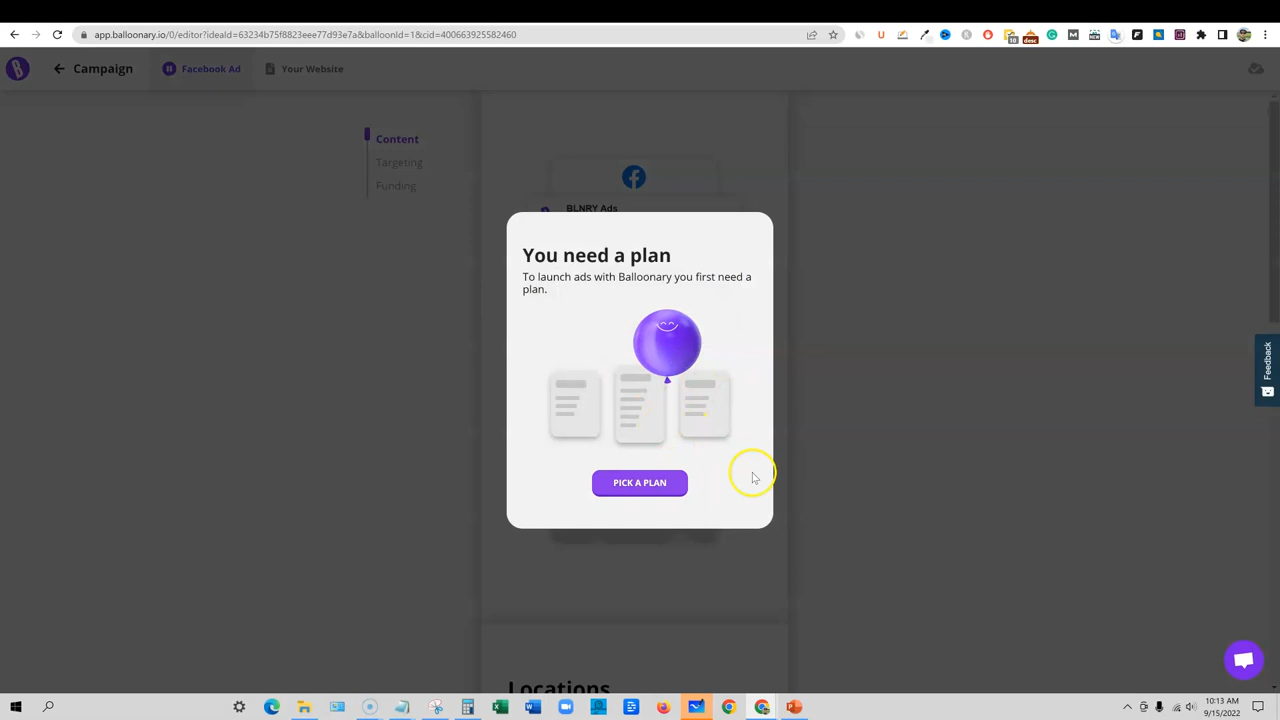 app.balloonary.io/0/editor?ideaId=63234b75f8823eee77d93e7a&balloonId=1&cid=400663925582460
10
desc
Campaign
Facebook Ad
Your Website
Content
Targeting
Funding
BLNRY Ads
You need a plan
To launch ads with Balloonary you first need a
plan.
PICK A PLAN
Feedback
Locations
10:13 AM
9/15/2022